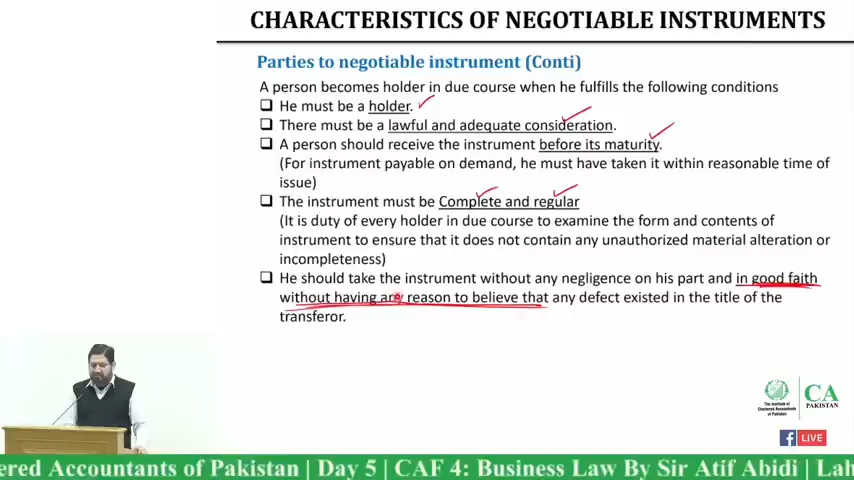 CHARACTERISTICS OF NEGOTIABLE INSTRUMENTS
Parties to negotiable instrument (Conti)
A person becomes holder in due course when he fulfills the following conditions
He must be a holder.
There must be a lawful and adequate consideration.
A person should receive the instrument before its maturity.
(For instrument payable on demand, he must have taken it within reasonable time of
issue)
The instrument must be Complete and regular
(It is duty of every holder in due course to examine the form and contents of
instrument to ensure that it does not contain any unauthorized material alteration or
incompleteness)
He should take the instrument without any negligence on his part and in good faith
without having any reason to believe that any defect existed in the title of the
transferor.
The Institute of
Chartered Accountants
of Pakistan
CA
PAKISTAN
f LIVE
ered Accountants of Pakistan | Day 5 | CAF 4: Business Law By Sir Atif Abidi | Lah